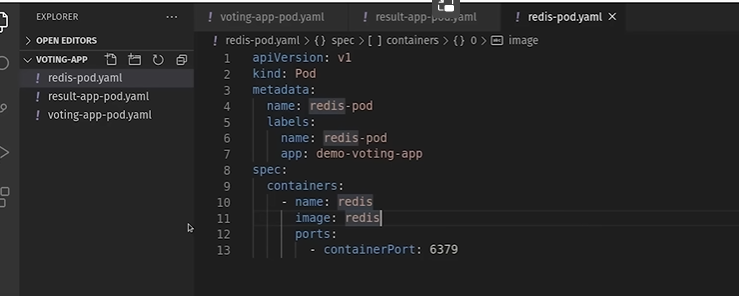 EXPLORER
OPEN EDITORS
VOTING-APP
! redis-pod.yaml
! result-app-pod.yaml
! voting-app-pod.yaml
! voting-app-pod.yaml
! result-app-pod.yaml
! redis-pod.yaml
! redis-pod.yaml > {} spec > [ ] containers > {} 0 > image
1 apiVersion: v1
2 kind: Pod
3 metadata:
4 name: redis-pod
5 labels:
6 name: redis-pod
7 app: demo-voting-app
8 spec:
9 containers:
10 - name: redis
11 image: redis
12 ports:
13 - containerPort: 6379